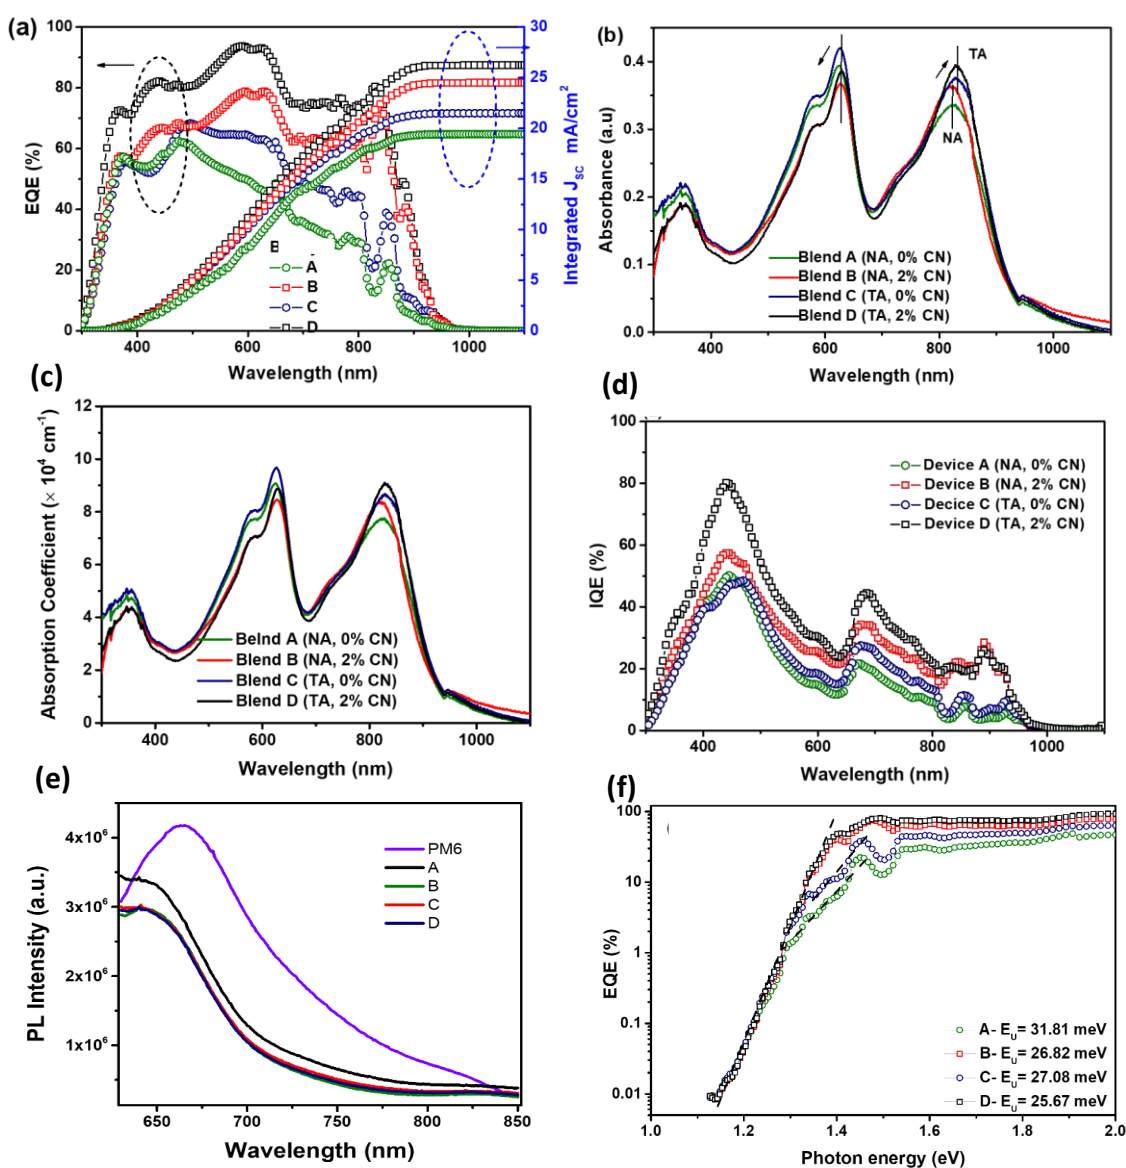 (a)
EQE (%)
100
80
60
40
20
0
30
25
20
15
10
5
0
Integrated J_SC mA/cm²
B
A
B
C
D
400 600 800 1000
Wavelength (nm)
(b)
Absorbance (a.u)
0.4
0.3
0.2
0.1
0.0
TA
NA
Blend A (NA, 0% CN)
Blend B (NA, 2% CN)
Blend C (TA, 0% CN)
Blend D (TA, 2% CN)
400 600 800 1000
Wavelength (nm)
(c)
Absorption Coefficient (× 10⁴ cm⁻¹)
12
10
8
6
4
2
0
Belnd A (NA, 0% CN)
Blend B (NA, 2% CN)
Blend C (TA, 0% CN)
Blend D (TA, 2% CN)
400 600 800 1000
Wavelength (nm)
(d)
IQE (%)
100
80
60
40
20
0
Device A (NA, 0% CN)
Device B (NA, 2% CN)
Decice C (TA, 0% CN)
Device D (TA, 2% CN)
400 600 800 1000
Wavelength (nm)
(e)
PL Intensity (a.u.)
4x10⁶
3x10⁶
2x10⁶
1x10⁶
PM6
A
B
C
D
650 700 750 800 850
Wavelength (nm)
(f)
EQE (%)
100
10
1
0.1
0.01
A- E_U= 31.81 meV
B- E_U= 26.82 meV
C- E_U= 27.08 meV
D- E_U= 25.67 meV
1.0 1.2 1.4 1.6 1.8 2.0
Photon energy (eV)